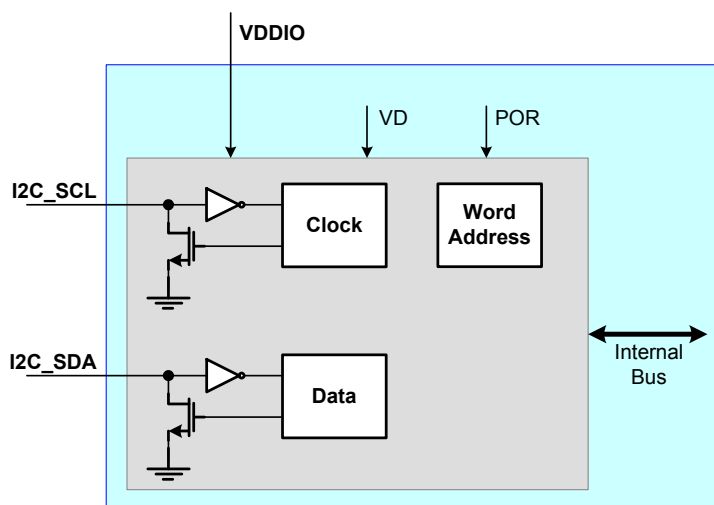 VDDIO
VD
POR
I2C_SCL
Clock
Word
Address
I2C_SDA
Data
Internal
Bus